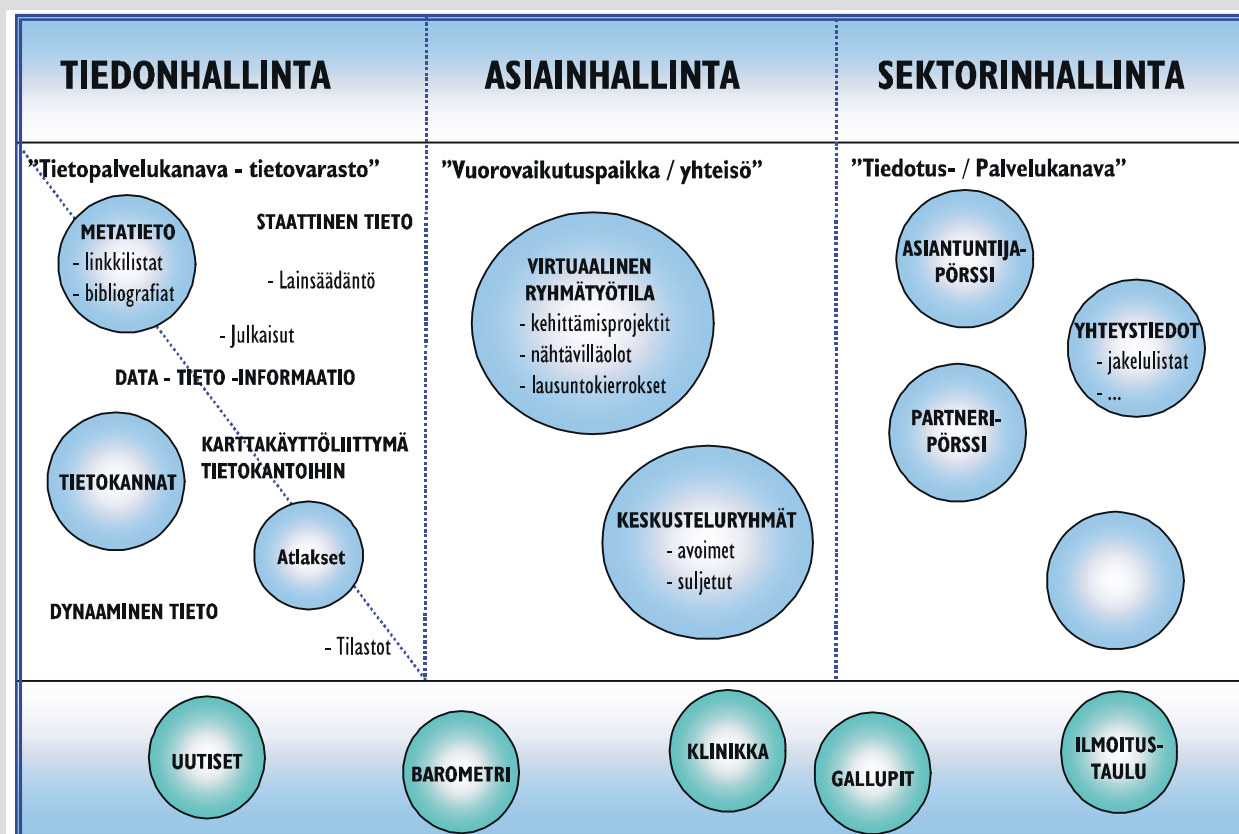 TIEDONHALLINTA
ASIAINHALLINTA
SEKTORINHALLINTA
"Tietopalvelukanava - tietovarasto"
METATIETO
- linkkilistat
- bibliografiat
STAATTINEN TIETO
- Lainsäädäntö
- Julkaisut
DATA - TIETO -INFORMAATIO
KARTTAKÄYTTÖLIITTYMÄ
TIETOKANTOIHIN
TIETOKANNAT
Atlakset
DYNAAMINEN TIETO
- Tilastot
"Vuorovaikutuspaikka / yhteisö"
VIRTUAALINEN
RYHMÄTYÖTILA
- kehittämisprojektit
- nähtävilläolot
- lausuntokierrokset
KESKUSTELURYHMÄT
- avoimet
- suljetut
"Tiedotus- / Palvelukanava"
ASIANTUNTIJA-
PÖRSSI
YHTEYSTIEDOT
- jakelulistat
- ...
PARTNERI-
PÖRSSI
UUTISET
BAROMETRI
KLINIKKA
GALLUPIT
ILMOITUS-
TAULU